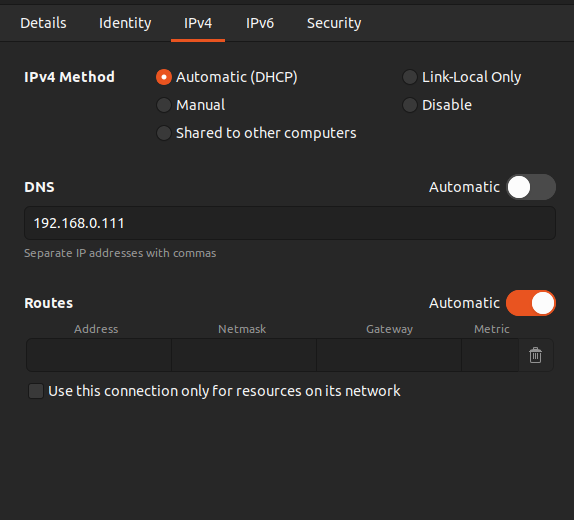 Details Identity IPv4 IPv6 Security
IPv4 Method Automatic (DHCP) Link-Local Only
Manual Disable
Shared to other computers
DNS Automatic
192.168.0.111
Separate IP addresses with commas
Routes Automatic
Address Netmask Gateway Metric
Use this connection only for resources on its network